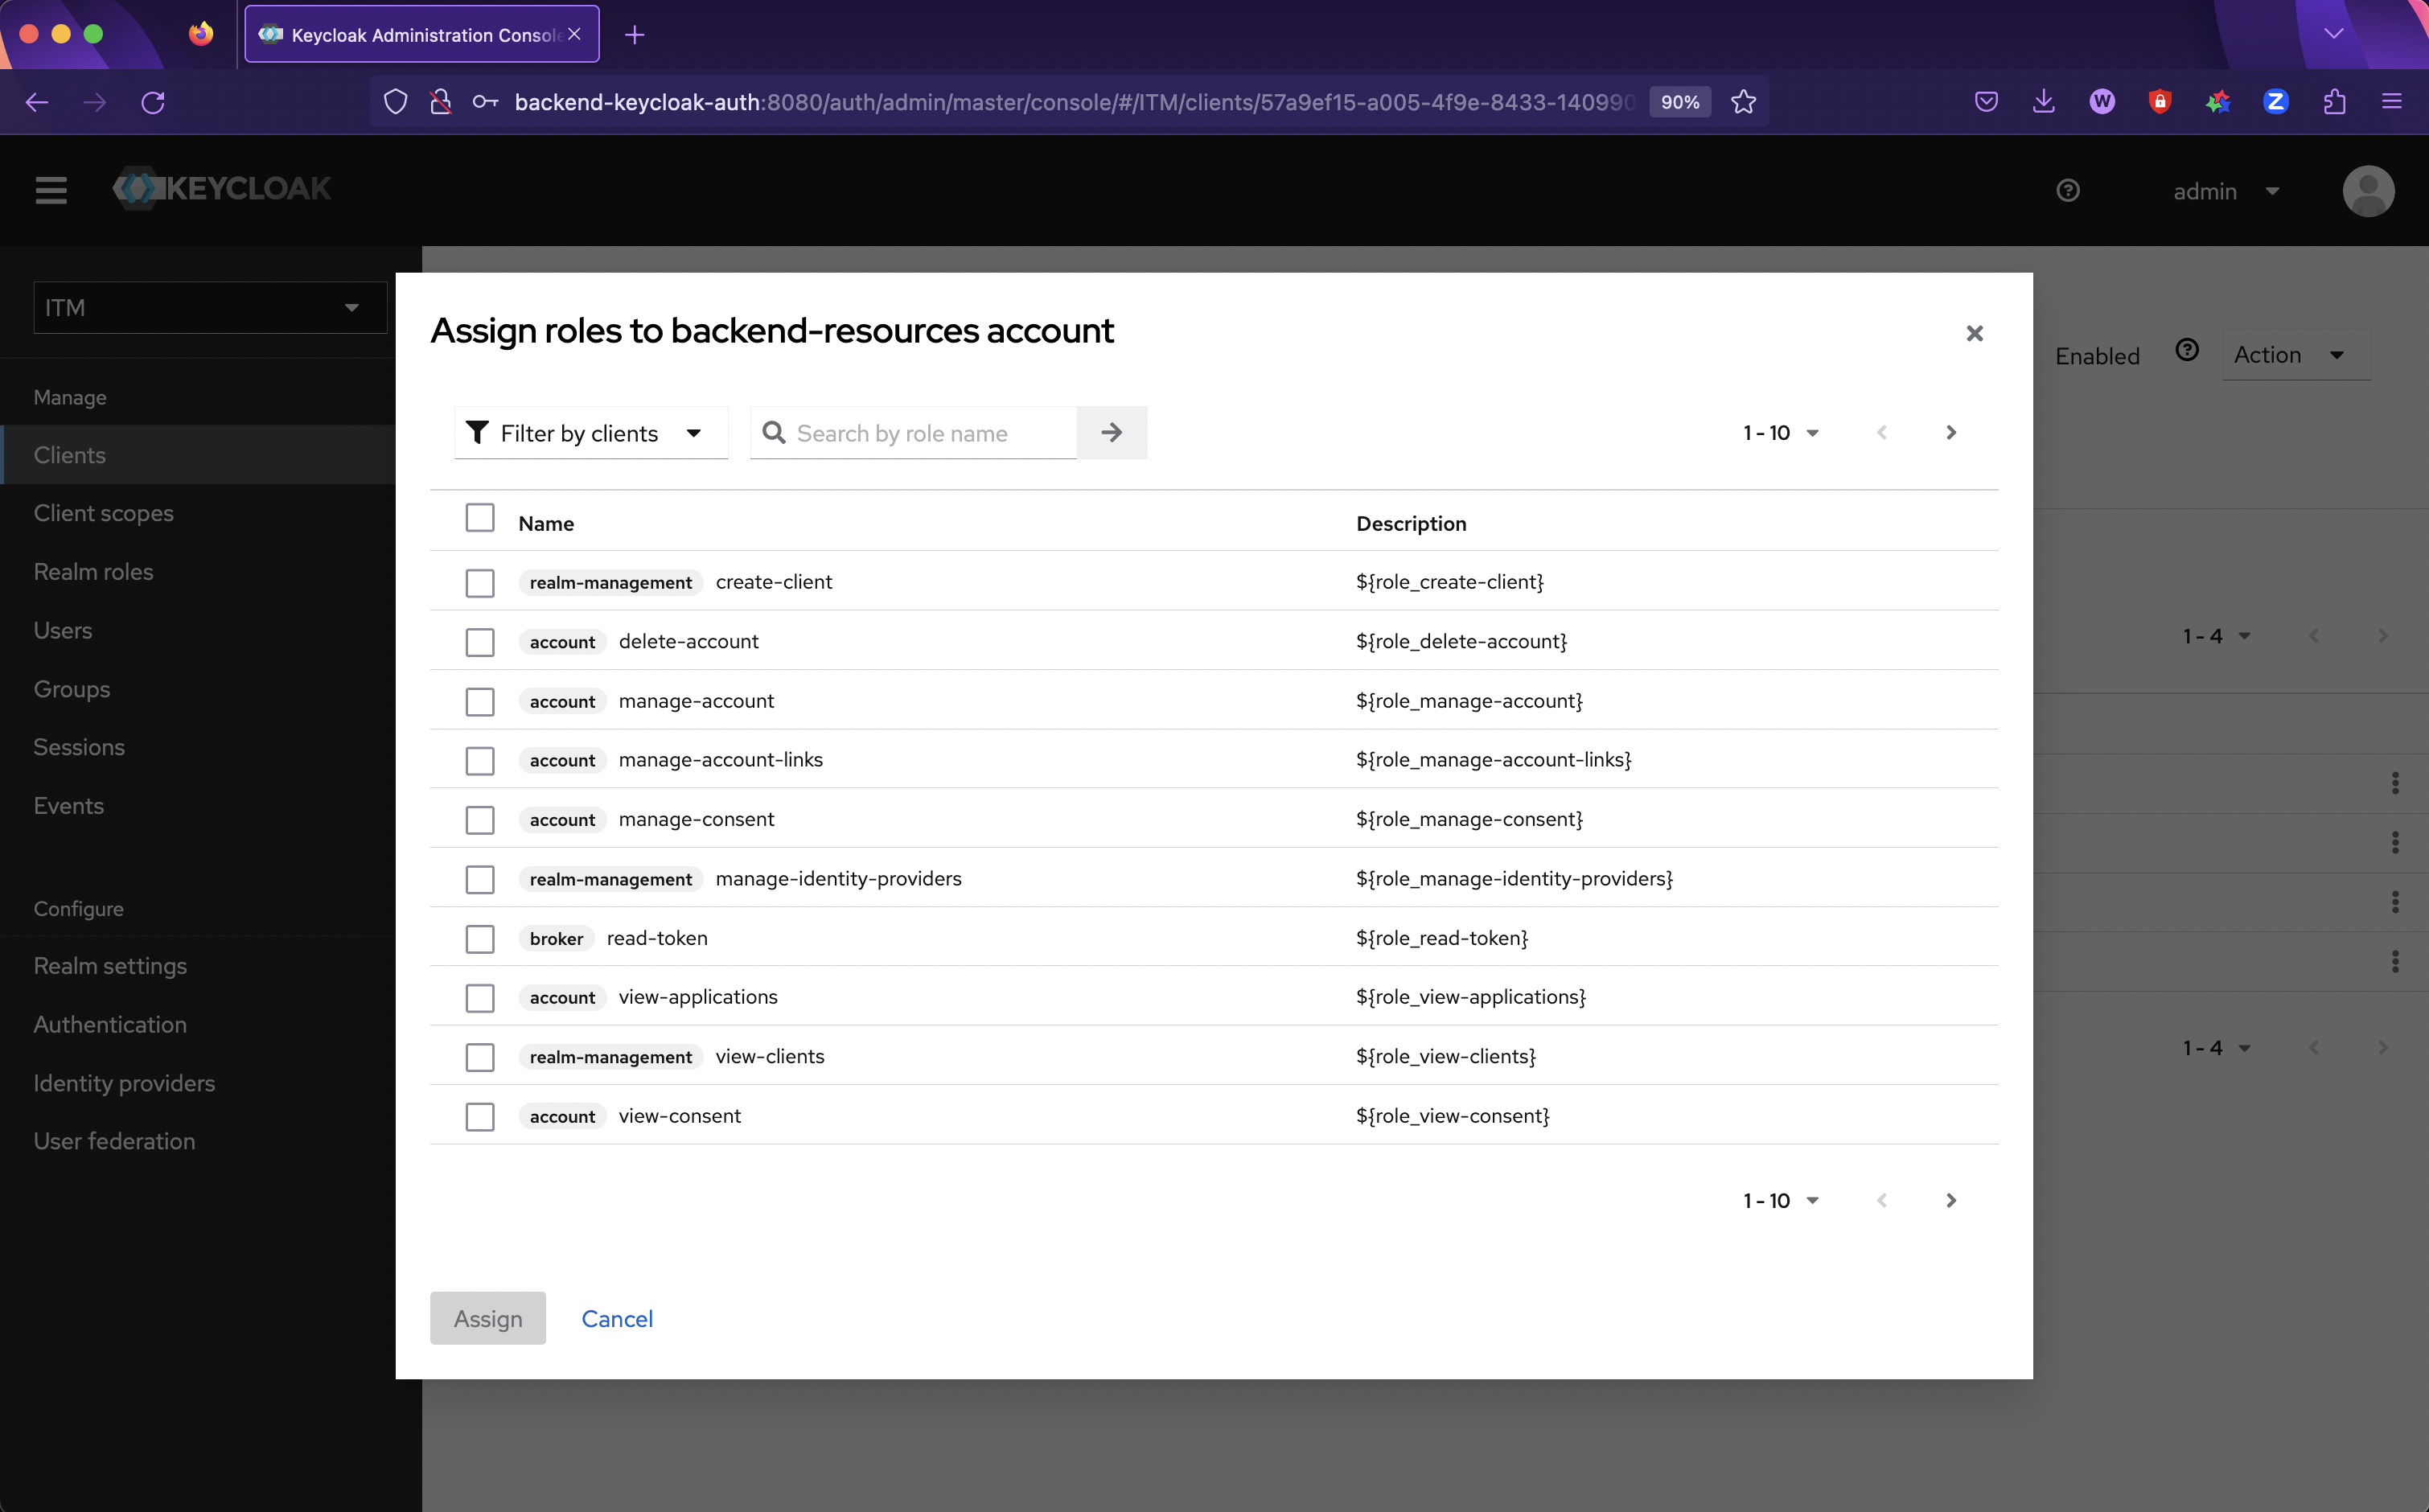 Keycloak Administration Console
backend-keycloak-auth:8080/auth/admin/master/console/#/ITM/clients/57a9ef15-a005-4f9e-8433-140990
90%
KEYCLOAK
admin
ITM
Manage
Clients
Client scopes
Realm roles
Users
Groups
Sessions
Events
Configure
Realm settings
Authentication
Identity providers
User federation
Enabled
Action
1 - 4
1 - 4
Assign roles to backend-resources account
Filter by clients
Search by role name
1 - 10
Name Description
realm-management create-client ${role_create-client}
account delete-account ${role_delete-account}
account manage-account ${role_manage-account}
account manage-account-links ${role_manage-account-links}
account manage-consent ${role_manage-consent}
realm-management manage-identity-providers ${role_manage-identity-providers}
broker read-token ${role_read-token}
account view-applications ${role_view-applications}
realm-management view-clients ${role_view-clients}
account view-consent ${role_view-consent}
1 - 10
Assign Cancel